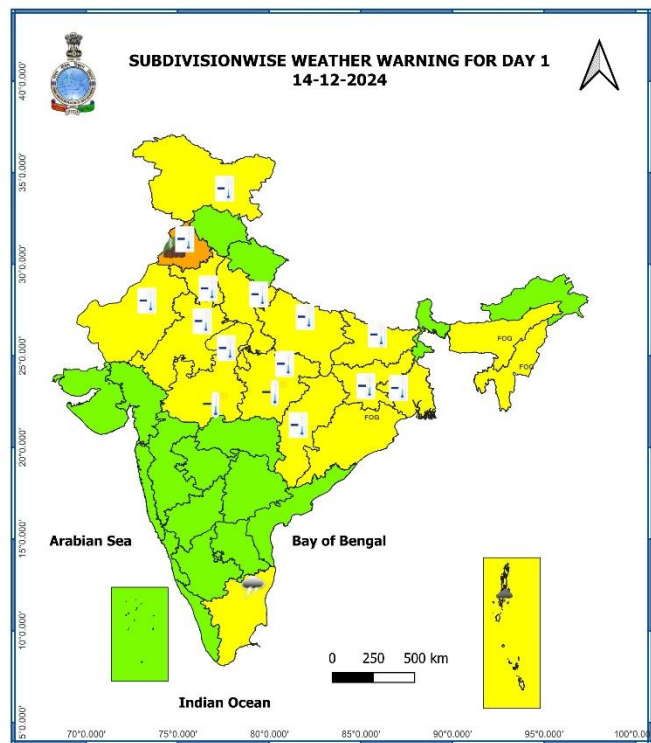 SUBDIVISIONWISE WEATHER WARNING FOR DAY 1
14-12-2024
40°0.000'
35°0.000'
30°0.000'
25°0.000'
20°0.000'
15°0.000'
10°0.000'
5°0.000'
FOG
FOG
FOG
Arabian Sea
Bay of Bengal
0 250 500 km
Indian Ocean
70°0.000' 75°0.000' 80°0.000' 85°0.000' 90°0.000' 95°0.000' 100°0.000'